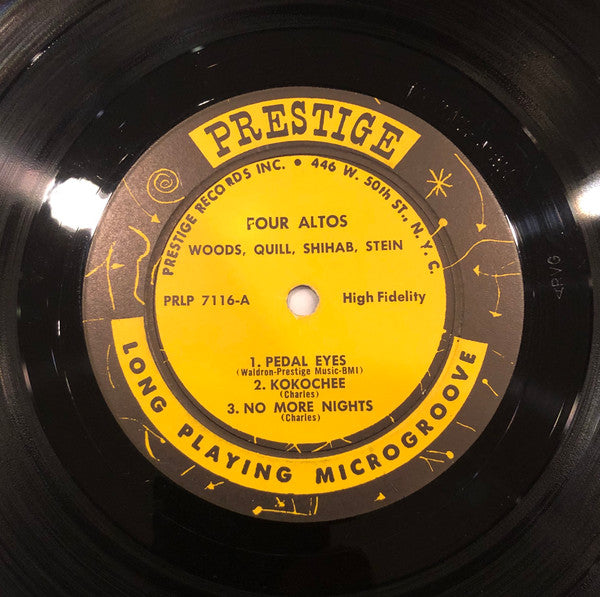 PRESTIGE
PRESTIGE RECORDS INC. • 446 W. 50th ST., N.Y.C.
FOUR ALTOS
WOODS, QUILL, SHIHAB, STEIN
PRLP 7116-A
High Fidelity
1. PEDAL EYES
(Waldron-Prestige Music-BMI)
2. KOKOCHEE
(Charles)
3. NO MORE NIGHTS
(Charles)
LONG PLAYING MICROGROOVE
RVG